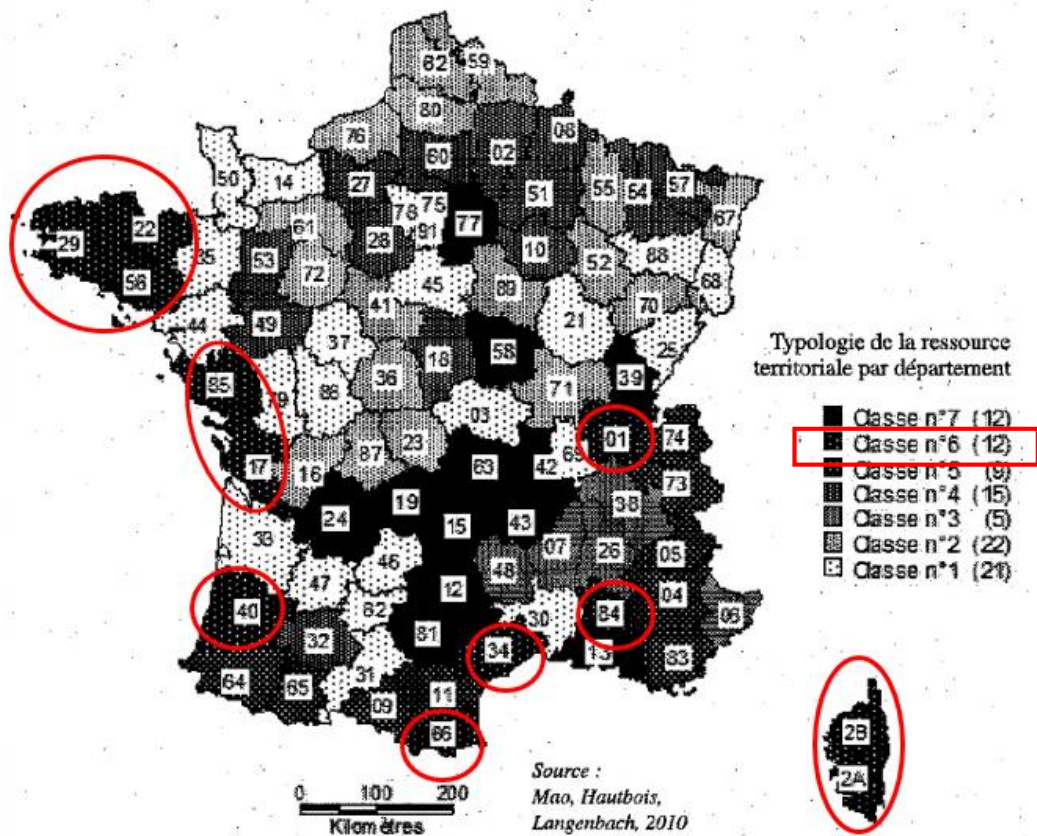 62 59
80
76
08
60 02
50 14 27 51 55 54 57
78 75 77 67
91
22 61 28 10 88
29 53 52 68
35 72
56 45 89 70
41
44 49 21
37 18 58 25
85 36 39
79 86 71
03
01 74
23 63 42 69
17 16 87 73
19
24 43 38
15
33 07 26 05
46 48
47 04
12
40 82 30 84 06
81
32 34 13 83
31
64 65 11
09
66
2B
2A
Typologie de la ressource
territoriale par département
Classe n°7 (12)
Classe n°6 (12)
Classe n°5 (9)
Classe n°4 (15)
Classe n°3 (5)
Classe n°2 (22)
Classe n°1 (21)
0 100 200
Kilomètres
Source :
Mao, Hautbois,
Langenbach, 2010